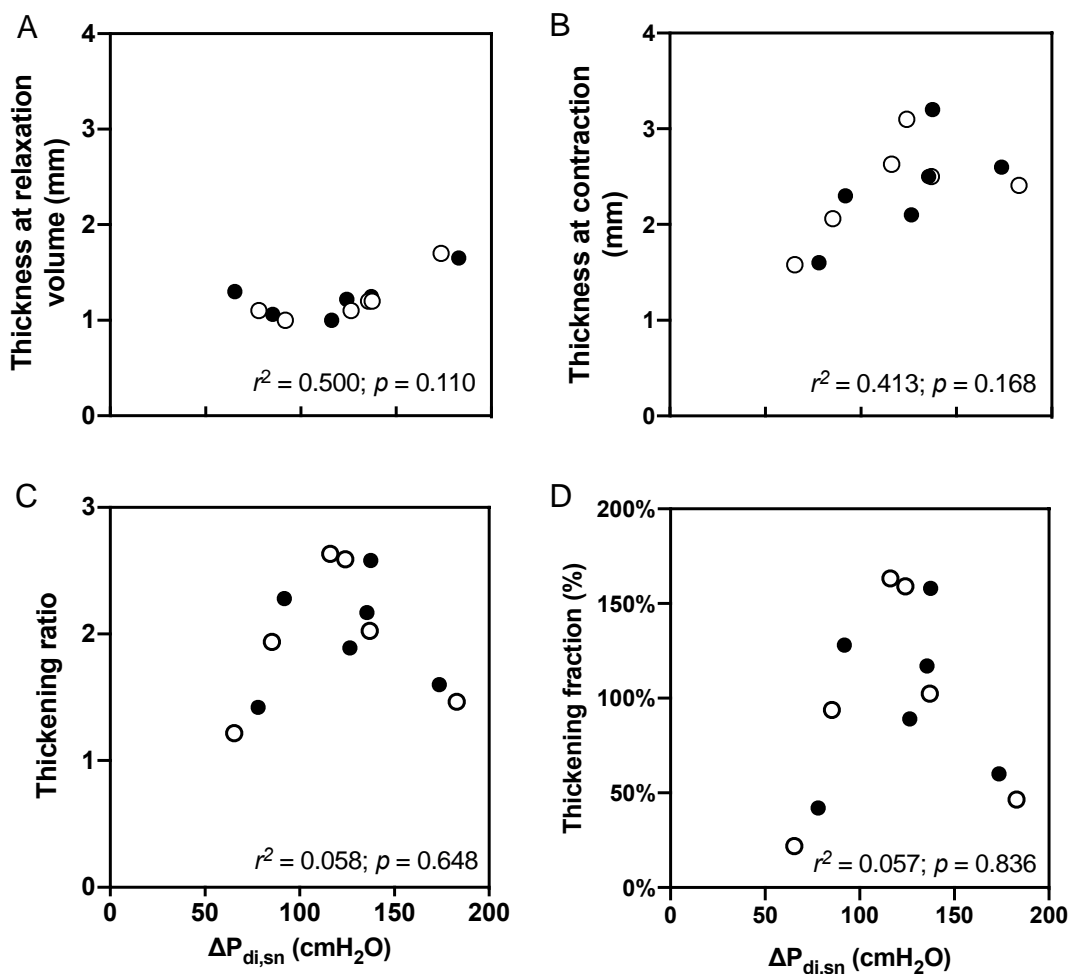 A
4
3
2
1
0
Thickness at relaxation
volume (mm)
r² = 0.500; p = 0.110
B
4
3
2
1
0
Thickness at contraction
(mm)
r² = 0.413; p = 0.168
C
3
2
1
0
Thickening ratio
r² = 0.058; p = 0.648
0 50 100 150 200
ΔPdi,sn (cmH₂O)
D
200%
150%
100%
50%
0%
Thickening fraction (%)
r² = 0.057; p = 0.836
0 50 100 150 200
ΔPdi,sn (cmH₂O)